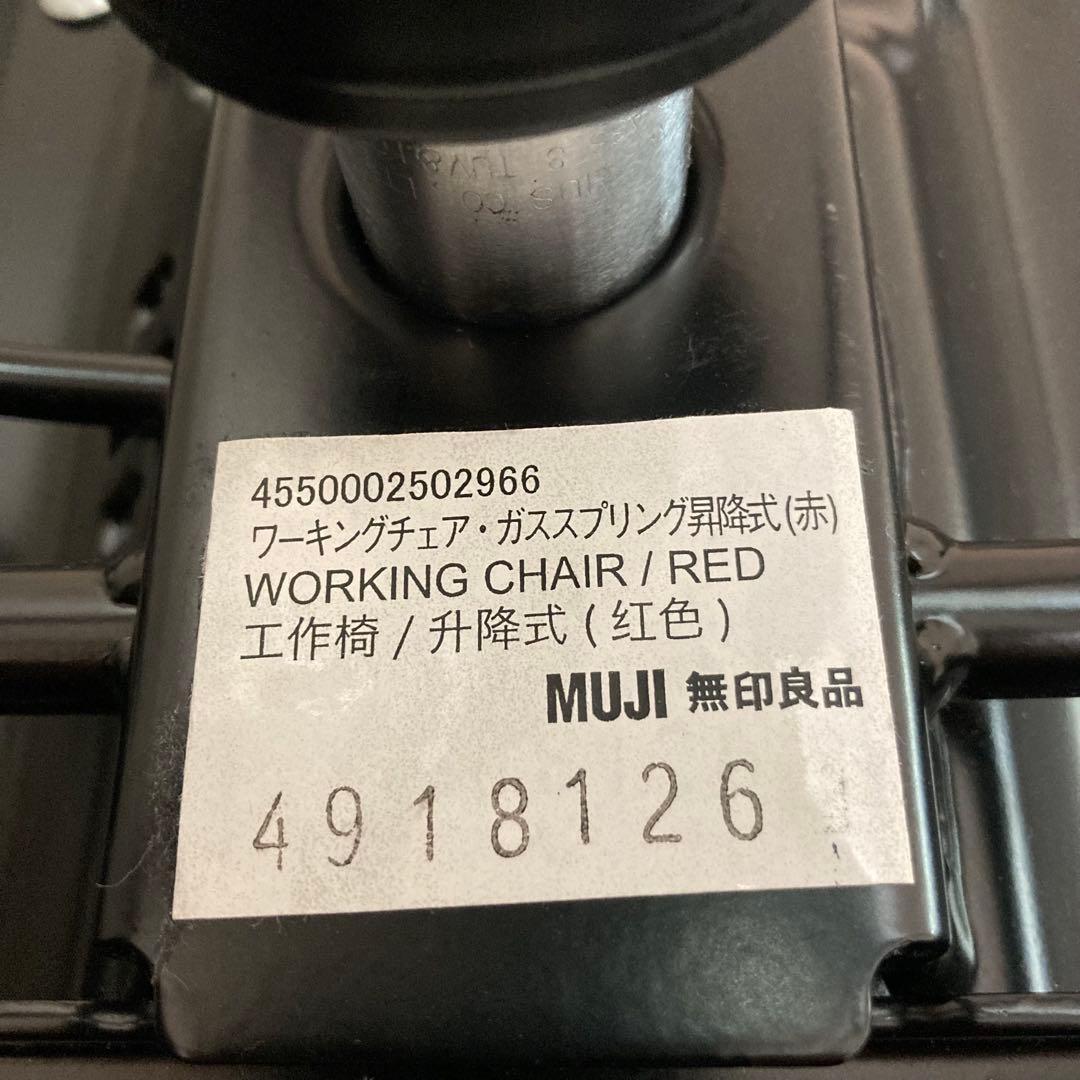 4550002502966
ワーキングチェア・ガススプリング昇降式(赤)
WORKING CHAIR / RED
工作椅 / 升降式 ( 红色 )
MUJI 無印良品
4918126